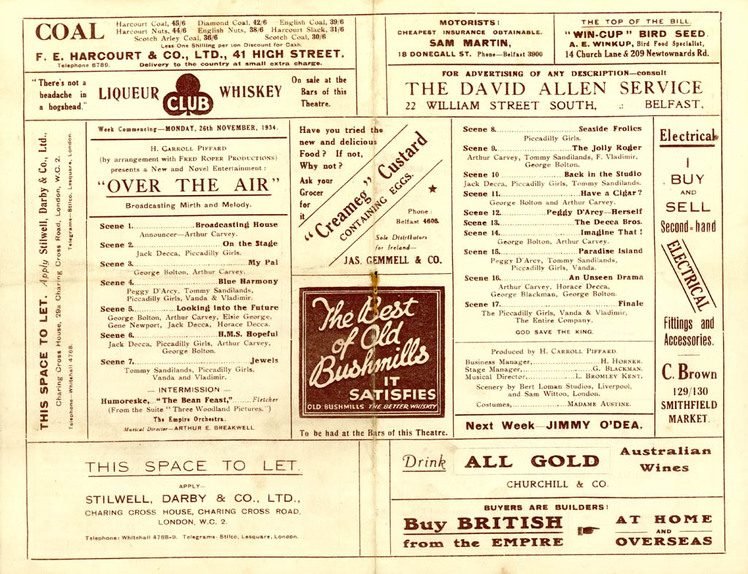 COAL
Harcourt Coal, 45/6 Diamond Coal, 42/6 English Coal, 39/6
Harcourt Nuts, 44/6 English Nuts, 38/6 Harcourt Slack, 31/6
Scotch Arley Coal, 36/6 Scotch Coal, 30/6
Less One Shilling per ton Discount for Cash.
F. E. HARCOURT & CO., LTD., 41 HIGH STREET.
Telephone 6780. Delivery to the country at small extra charge.
"There's not a
headache in
a hogshead."
LIQUEUR
CLUB
WHISKEY
On sale at the
Bars of this
Theatre.
MOTORISTS!
CHEAPEST INSURANCE OBTAINABLE.
SAM MARTIN,
18 DONEGALL ST. Phone—Belfast 3900
THE TOP OF THE BILL.
"WIN-CUP" BIRD SEED.
A. E. WINKUP, Bird Food Specialist,
14 Church Lane & 209 Newtownards Rd.
FOR ADVERTISING OF ANY DESCRIPTION—consult
THE DAVID ALLEN SERVICE
22 WILLIAM STREET SOUTH, .: BELFAST.
THIS SPACE TO LET. Apply Stilwell, Darby & Co., Ltd.,
Charing Cross House, 29a Charing Cross Road, London, W.C. 2.
Telephone—Whitehall 4768. Telegrams—Stilco, Lesquare, London.
Week Commencing—MONDAY, 26th NOVEMBER, 1934.
H. CARROLL PIFFARD
(by arrangement with FRED ROPER PRODUCTIONS)
presents a New and Novel Entertainment:
"OVER THE AIR"
Broadcasting Mirth and Melody.
Scene 1. Broadcasting House
Announcer—Arthur Carvey.
Scene 2. On the Stage
Jack Decca, Piccadilly Girls.
Scene 3. My Pal
George Bolton, Arthur Carvey.
Scene 4. Blue Harmony
Peggy D'Arcy, Tommy Sandilands,
Piccadilly Girls, Vanda & Vladimir.
Scene 5. Looking into the Future
George Bolton, Arthur Carvey, Elsie George,
Gene Newport, Jack Decca, Horace Decca.
Scene 6. H.M.S. Hopeful
Jack Decca, Piccadilly Girls, Arthur Carvey,
George Bolton.
Scene 7. Jewels
Tommy Sandilands, Piccadilly Girls,
Vanda and Vladimir.
— INTERMISSION —
Humoreske, "The Bean Feast," Fletcher
(From the Suite "Three Woodland Pictures.")
The Empire Orchestra.
Musical Director—ARTHUR E. BREAKWELL
Have you tried the
new and delicious
Food? If not,
Why not?
Ask your
Grocer
for
it
"Creameg" Custard
CONTAINING EGGS.
Phone:
Belfast 4608.
Sole Distributors
for Ireland—
JAS. GEMMELL & CO.
The Best
of Old
Bushmills
IT
SATISFIES
OLD BUSHMILLS THE BETTER WHISKEY
To be had at the Bars of this Theatre.
Scene 8. Seaside Frolics
Piccadilly Girls.
Scene 9. The Jolly Roger
Arthur Carvey, Tommy Sandilands, F. Vladimir.
Scene 10 Back in the Studio
Jack Decca, Piccadilly Girls, Tommy Sandilands.
Scene 11. Have a Cigar?
George Bolton and Arthur Carvey.
Scene 12. Peggy D'Arcy—Herself
Scene 13. The Decca Bros.
Scene 14. Imagine That!
George Bolton, Arthur Carvey.
Scene 15. Paradise Island
Peggy D'Arcy, Tommy Sandilands,
Piccadilly Girls, Vanda.
Scene 16. An Unseen Drama
Arthur Carvey, Horace Decca,
George Blackman, George Bolton.
Scene 17. Finale
The Piccadilly Girls, Vanda & Vladimir,
The Entire Company.
GOD SAVE THE KING.
Produced by H. CARROLL PIFFARD.
Business Manager, H. HORNER.
Stage Manager, G. BLACKMAN.
Musical Director, L. BROMLEY KENT.
Scenery by Bert Loman Studios, Liverpool,
and Sam Witton, London.
Costumes, MADAME AUSTINE.
Next Week—JIMMY O'DEA.
Electrical
I
BUY
AND
SELL
Second-hand
ELECTRICAL
Fittings and
Accessories.
C. Brown
129/130
SMITHFIELD
MARKET.
THIS SPACE TO LET.
APPLY—
STILWELL, DARBY & CO., LTD.,
CHARING CROSS HOUSE, CHARING CROSS ROAD,
LONDON, W.C. 2.
Telephone: Whitehall 4768-9. Telegrams: Stilco, Lesquare, London.
Drink ALL GOLD Australian
Wines
CHURCHILL & CO.
BUYERS ARE BUILDERS!
Buy BRITISH
from the EMPIRE
AT HOME
AND
OVERSEAS